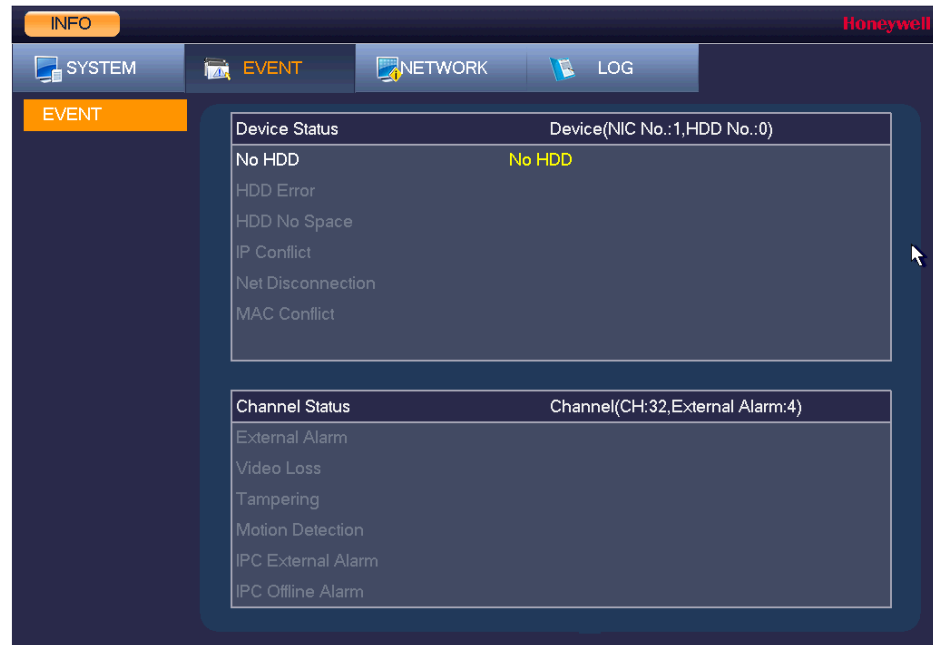 INFO
Honeywell
SYSTEM EVENT NETWORK LOG
EVENT
Device Status Device(NIC No.:1,HDD No.:0)
No HDD No HDD
HDD Error
HDD No Space
IP Conflict
Net Disconnection
MAC Conflict
Channel Status Channel(CH:32,External Alarm:4)
External Alarm
Video Loss
Tampering
Motion Detection
IPC External Alarm
IPC Offline Alarm